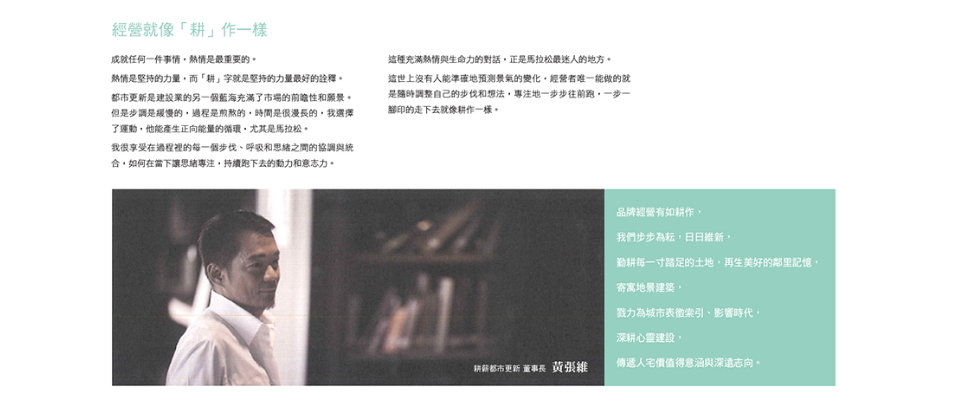 經營就像「耕」作一樣
成就任何一件事情，熱情是最重要的。
熱情是堅持的力量，而「耕」字就是堅持的力量最好的詮釋。
都市更新是建設業的另一個藍海充滿了市場的前瞻性和願景。
但是步調是緩慢的，過程是煎熬的，時間是很漫長的，我選擇
了運動，他能產生正向能量的循環，尤其是馬拉松。
我很享受在過程裡的每一個步伐、呼吸和思緒之間的協調與統
合，如何在當下讓思緒專注，持續跑下去的動力和意志力。
這種充滿熱情與生命力的對話，正是馬拉松最迷人的地方。
這世上沒有人能準確地預測景氣的變化，經營者唯一能做的就
是隨時調整自己的步伐和想法，專注地一步步往前跑，一步一
腳印的走下去就像耕作一樣。
耕薪都市更新 董事長 黃張維
品牌經營有如耕作，
我們步步為耘，日日維新，
勤耕每一寸踏足的土地，再生美好的鄰里記憶，
寄寓地景建築，
戮力為城市表徵索引、影響時代。
深耕心靈建設，
傳遞人宅價值得意涵與深遠志向。